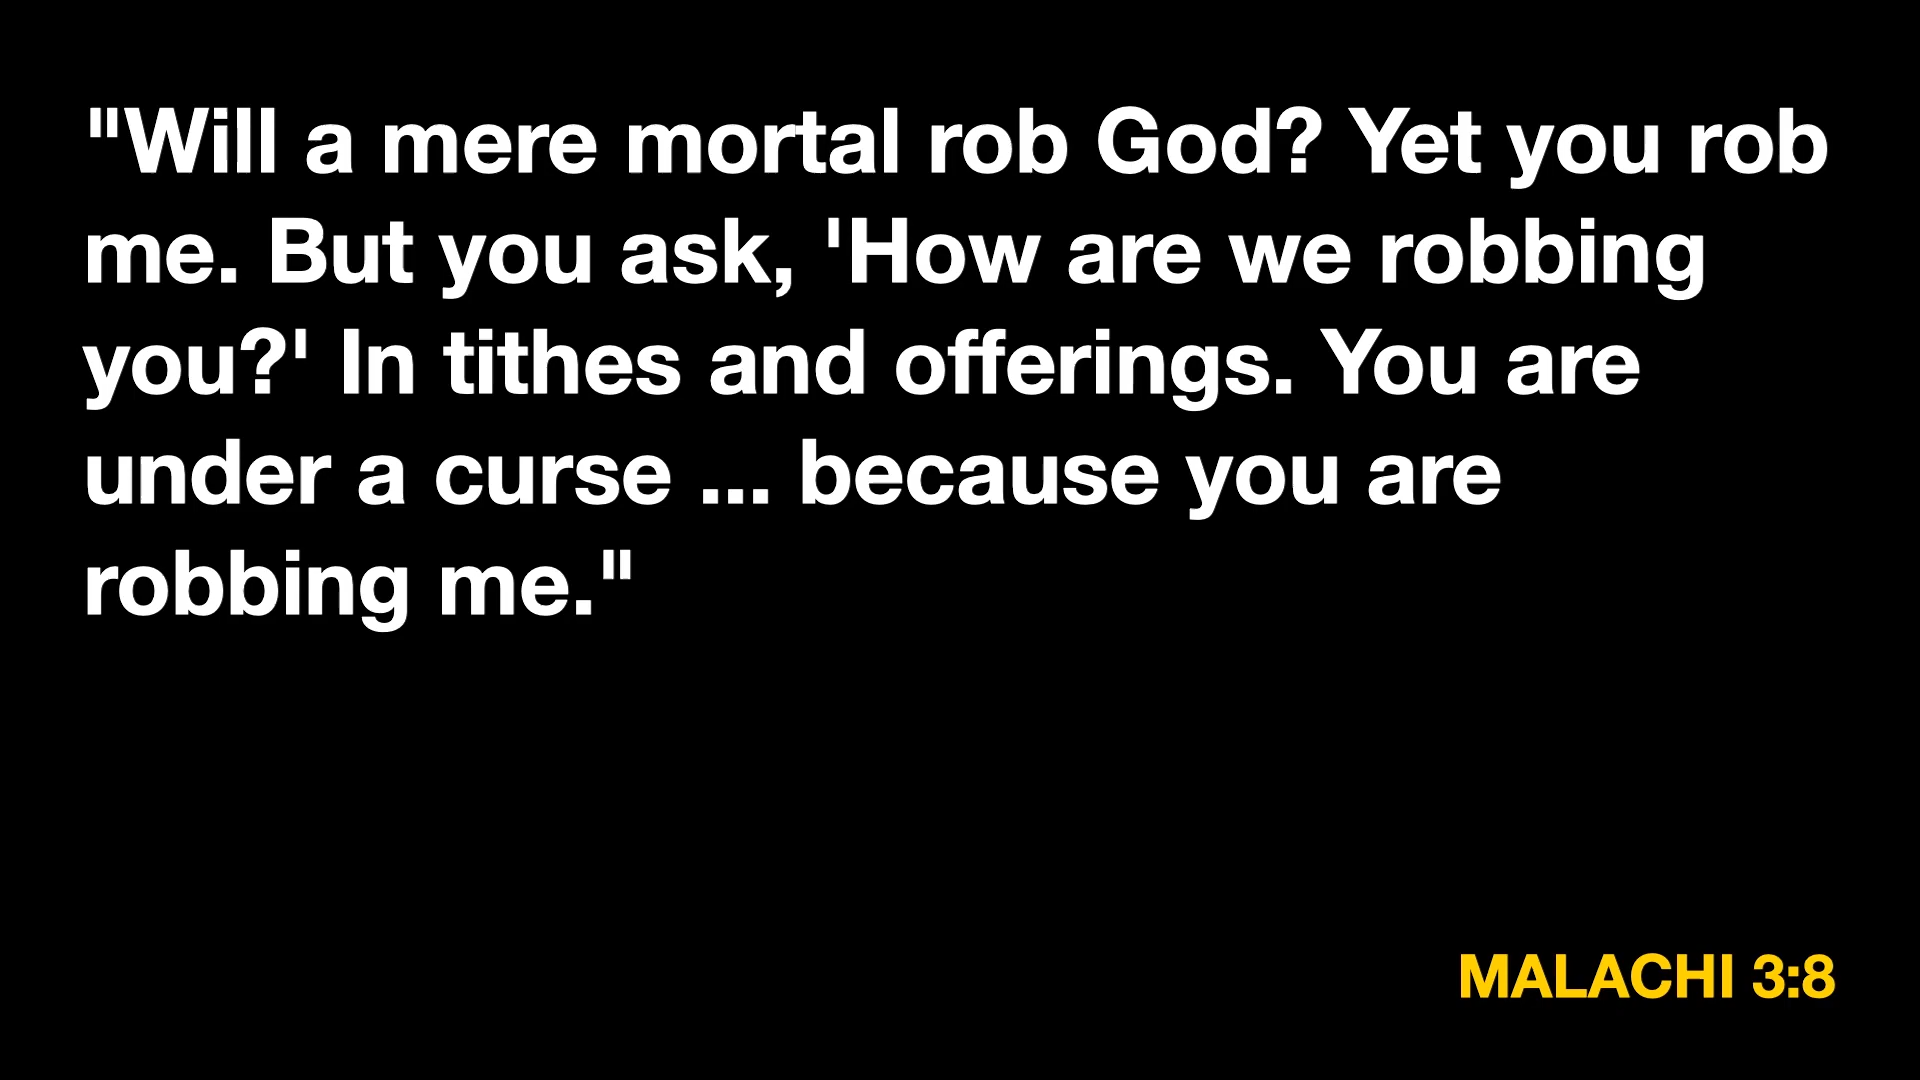 "Will a mere mortal rob God? Yet you rob
me. But you ask, 'How are we robbing
you?' In tithes and offerings. You are
under a curse ... because you are
robbing me."
MALACHI 3:8